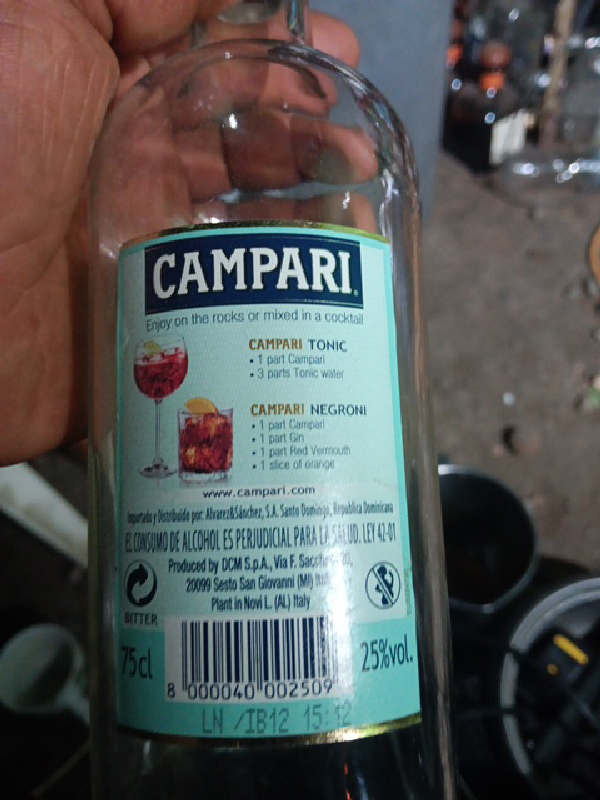 CAMPARI.
Enjoy on the rocks or mixed in a cocktail
CAMPARI TONIC
• 1 part Campari
• 3 parts Tonic water
CAMPARI NEGRONI
• 1 part Campari
• 1 part Gin
• 1 part Red Vermouth
• 1 slice of orange
www.campari.com
Importado y Distribuido por: Alvarez&Sánchez, S.A. Santo Domingo, Republica Dominicana
EL CONSUMO DE ALCOHOL ES PERJUDICIAL PARA LA SALUD. LEY 42-01
Produced by DCM S.p.A., Via F.
20099 Sesto San Giovanni (MI) Italy
Plant in Novi L. (AL) Italy
BITTER
75cl
25%vol.
8 000040 002509
LN /IB12 15:12